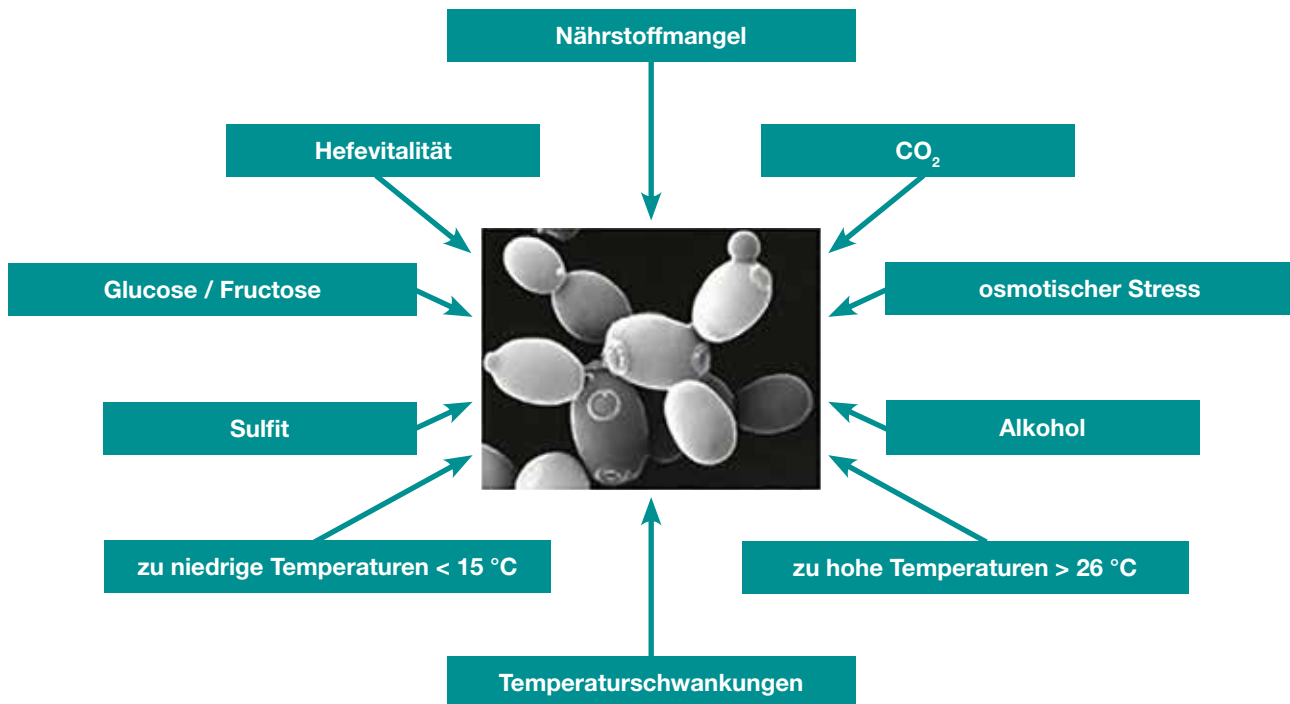 Nährstoffmangel
Hefevitalität
CO₂
Glucose / Fructose
osmotischer Stress
Sulfit
Alkohol
zu niedrige Temperaturen < 15 °C
zu hohe Temperaturen > 26 °C
Temperaturschwankungen